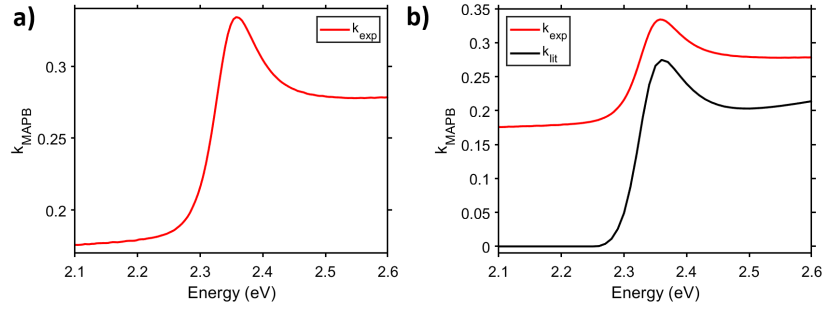 a)
k_exp
0.3
0.25
0.2
k_MAPB
2.1 2.2 2.3 2.4 2.5 2.6
Energy (eV)
b)
k_exp
k_lit
0.35
0.3
0.25
0.2
0.15
0.1
0.05
0
k_MAPB
2.1 2.2 2.3 2.4 2.5 2.6
Energy (eV)